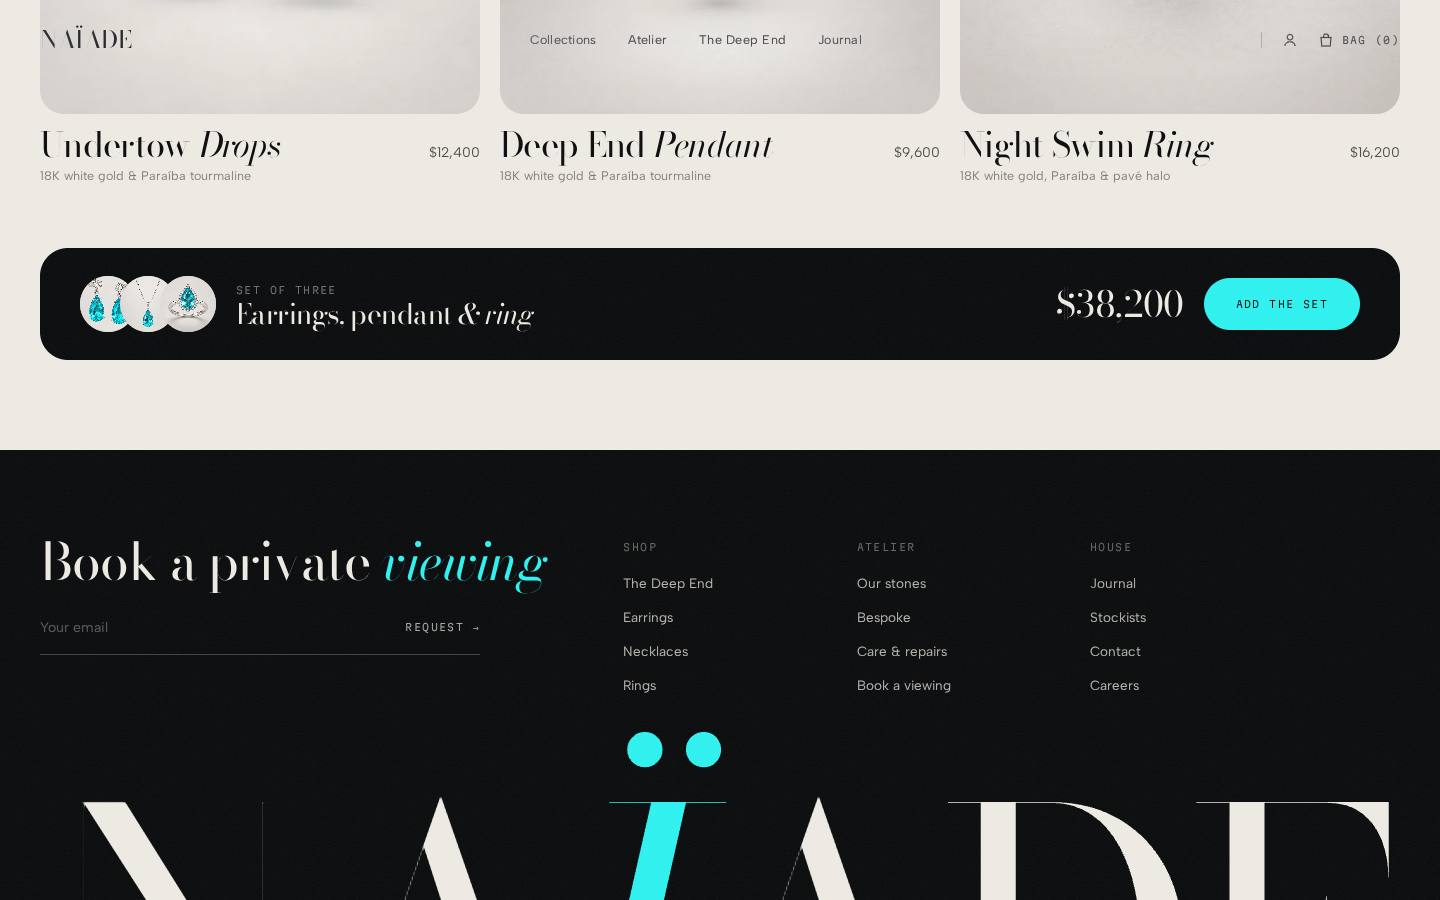 NAÏADE
Collections Atelier The Deep End Journal
BAG (0)
Undertow Drops
$12,400
18K white gold & Paraíba tourmaline
Deep End Pendant
$9,600
18K white gold & Paraíba tourmaline
Night Swim Ring
$16,200
18K white gold, Paraíba & pavé halo
SET OF THREE
Earrings, pendant & ring
$38,200
ADD THE SET
Book a private viewing
Your email
REQUEST →
SHOP
The Deep End
Earrings
Necklaces
Rings
ATELIER
Our stones
Bespoke
Care & repairs
Book a viewing
HOUSE
Journal
Stockists
Contact
Careers
NAÏADE